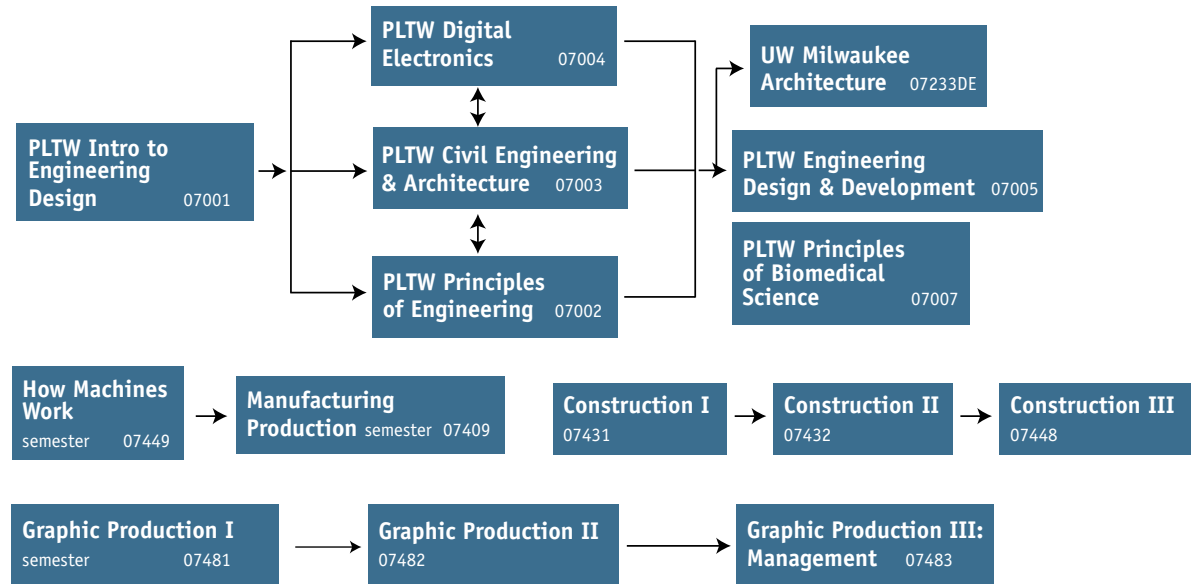 PLTW Digital
Electronics 07004
UW Milwaukee
Architecture 07233DE
PLTW Intro to
Engineering
Design 07001
PLTW Civil Engineering
& Architecture 07003
PLTW Engineering
Design & Development 07005
PLTW Principles
of Engineering 07002
PLTW Principles
of Biomedical
Science 07007
How Machines
Work
semester 07449
Manufacturing
Production semester 07409
Construction I
07431
Construction II
07432
Construction III
07448
Graphic Production I
semester 07481
Graphic Production II
07482
Graphic Production III:
Management 07483